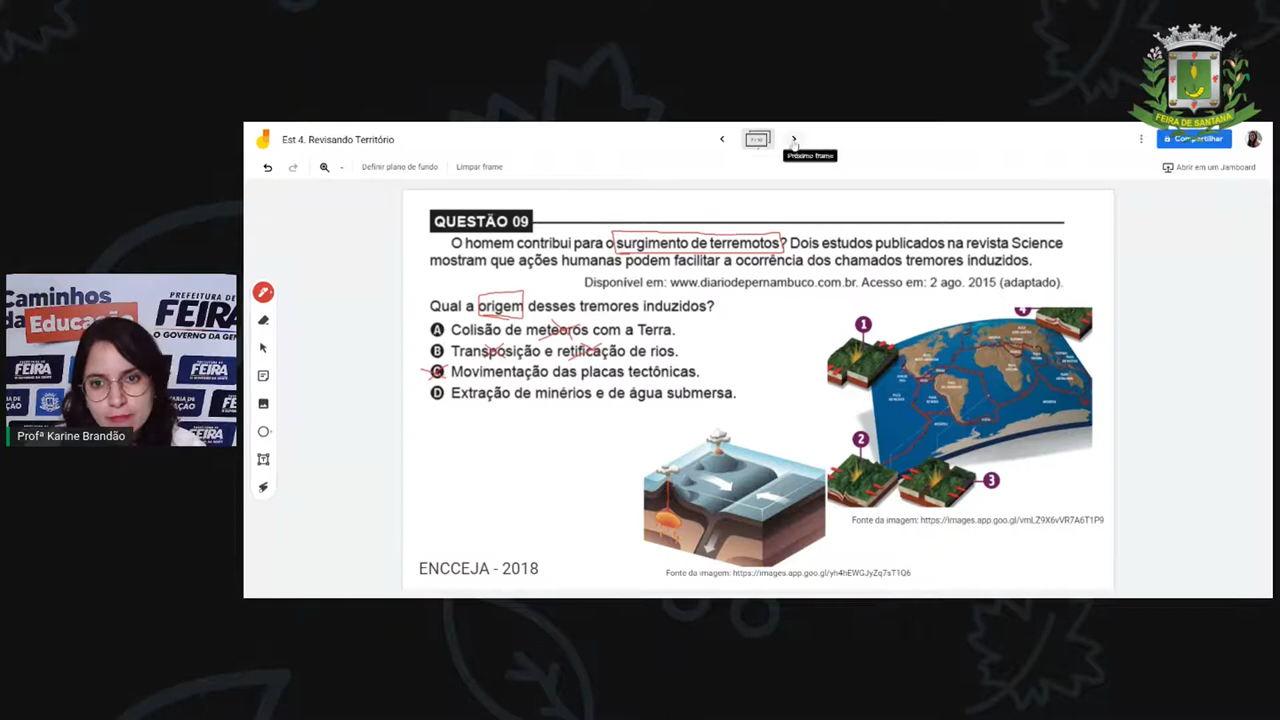 FEIRA DE SANTANA
Est 4. Revisando Território
Próximo frame
Compartilhar
Definir plano de fundo
Limpar frame
Abrir em um Jamboard
QUESTÃO 09
O homem contribui para o surgimento de terremotos? Dois estudos publicados na revista Science
mostram que ações humanas podem facilitar a ocorrência dos chamados tremores induzidos.
Disponível em: www.diariodepernambuco.com.br. Acesso em: 2 ago. 2015 (adaptado).
Qual a origem desses tremores induzidos?
A Colisão de meteoros com a Terra.
B Transposição e retificação de rios.
C Movimentação das placas tectônicas.
D Extração de minérios e de água submersa.
1
4
2
3
Fonte da imagem: https://images.app.goo.gl/vmLZ9X6vVR7A6T1P9
ENCCEJA - 2018
Fonte da imagem: https://images.app.goo.gl/yh4hEWGJyZq7sT1Q6
Caminhos
Educação
PREFEITURA DE
FEIRA
O GOVERNO DA
FEIRA
FEIRA
FEIRA
FEIRA
Profª Karine Brandão